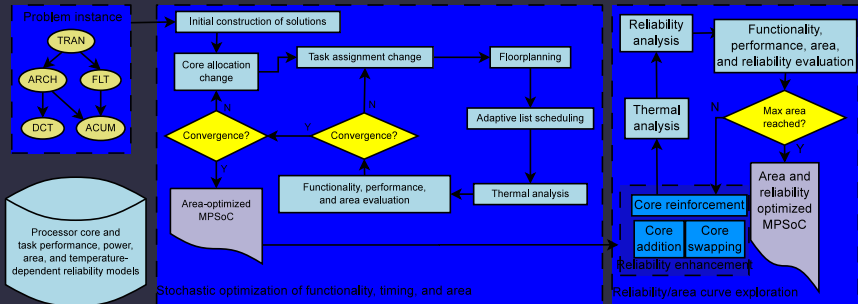 Problem instance
TRAN
ARCH
FLT
DCT
ACUM
Processor core and
task performance, power,
area, and temperature-
dependent reliability models
Initial construction of solutions
Core allocation
change
Task assignment change
Floorplanning
Adaptive list scheduling
Thermal analysis
Functionality, performance,
and area evaluation
Convergence?
N
Y
Convergence?
N
Y
Area-optimized
MPSoC
Stochastic optimization of functionality, timing, and area
Reliability
analysis
Functionality,
performance, area,
and reliability evaluation
Thermal
analysis
N
Max area
reached?
Y
Area and
reliability
optimized
MPSoC
Core reinforcement
Core
addition
Core
swapping
Reliability enhancement
Reliability/area curve exploration